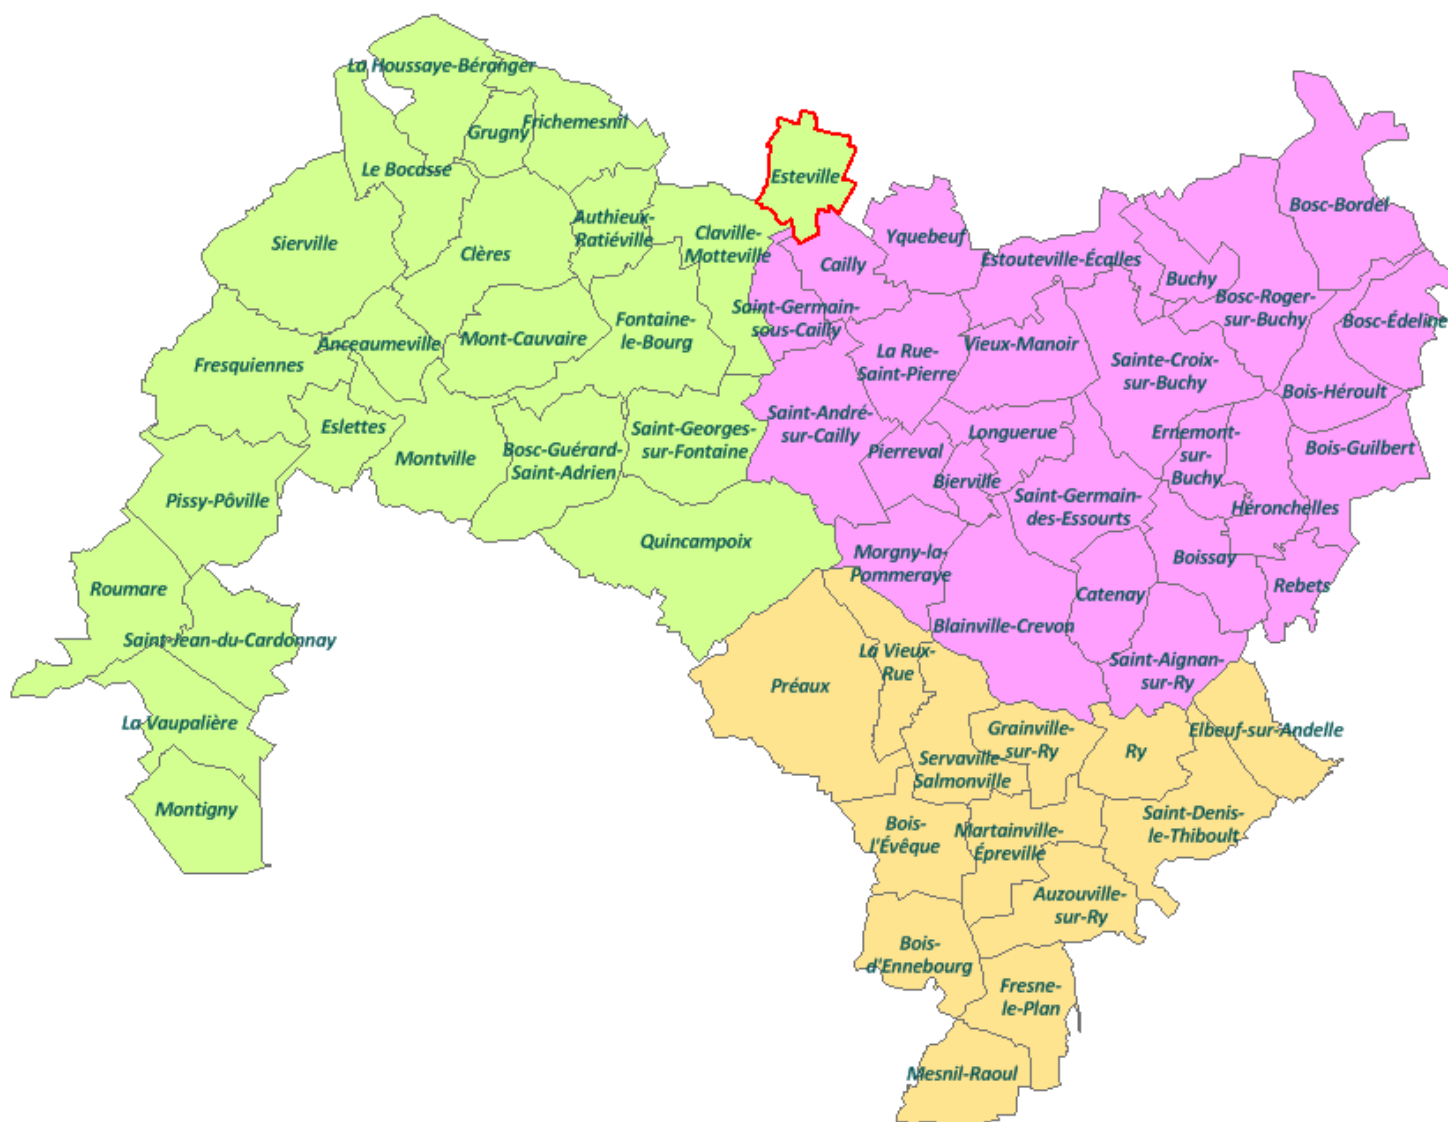 La Houssaye-Béranger
Grugny
Frichemesnil
Le Bocasse
Esteville
Sierville
Clères
Authieux-
Ratiéville
Claville-
Motteville
Cailly
Yquebeuf
Estouteville-Écalles
Buchy
Bosc-Bordel
Fresquiennes
Anceaumeville
Mont-Cauvaire
Fontaine-
le-Bourg
Saint-Germain-
sous-Cailly
La Rue-
Saint-Pierre
Vieux-Manoir
Sainte-Croix-
sur-Buchy
Bosc-Roger-
sur-Buchy
Bosc-Édeline
Bois-Héroult
Eslettes
Montville
Bosc-Guérard-
Saint-Adrien
Saint-Georges-
sur-Fontaine
Saint-André-
sur-Cailly
Pierreval
Longuerue
Bierville
Ernemont-
sur-
Buchy
Bois-Guilbert
Pissy-Pôville
Quincampoix
Saint-Germain-
des-Essourts
Héronchelles
Morgny-la-
Pommeraye
Boissay
Rebets
Roumare
Catenay
Blainville-Crevon
Saint-Jean-du-Cardonnay
La Vieux-
Rue
Saint-Aignan-
sur-Ry
Préaux
La Vaupalière
Grainville-
sur-Ry
Ry
Elbeuf-sur-Andelle
Servaville-
Salmonville
Montigny
Bois-
l'Évêque
Martainville-
Épreville
Saint-Denis-
le-Thiboult
Auzouville-
sur-Ry
Bois-
d'Ennebourg
Fresne-
le-Plan
Mesnil-Raoul